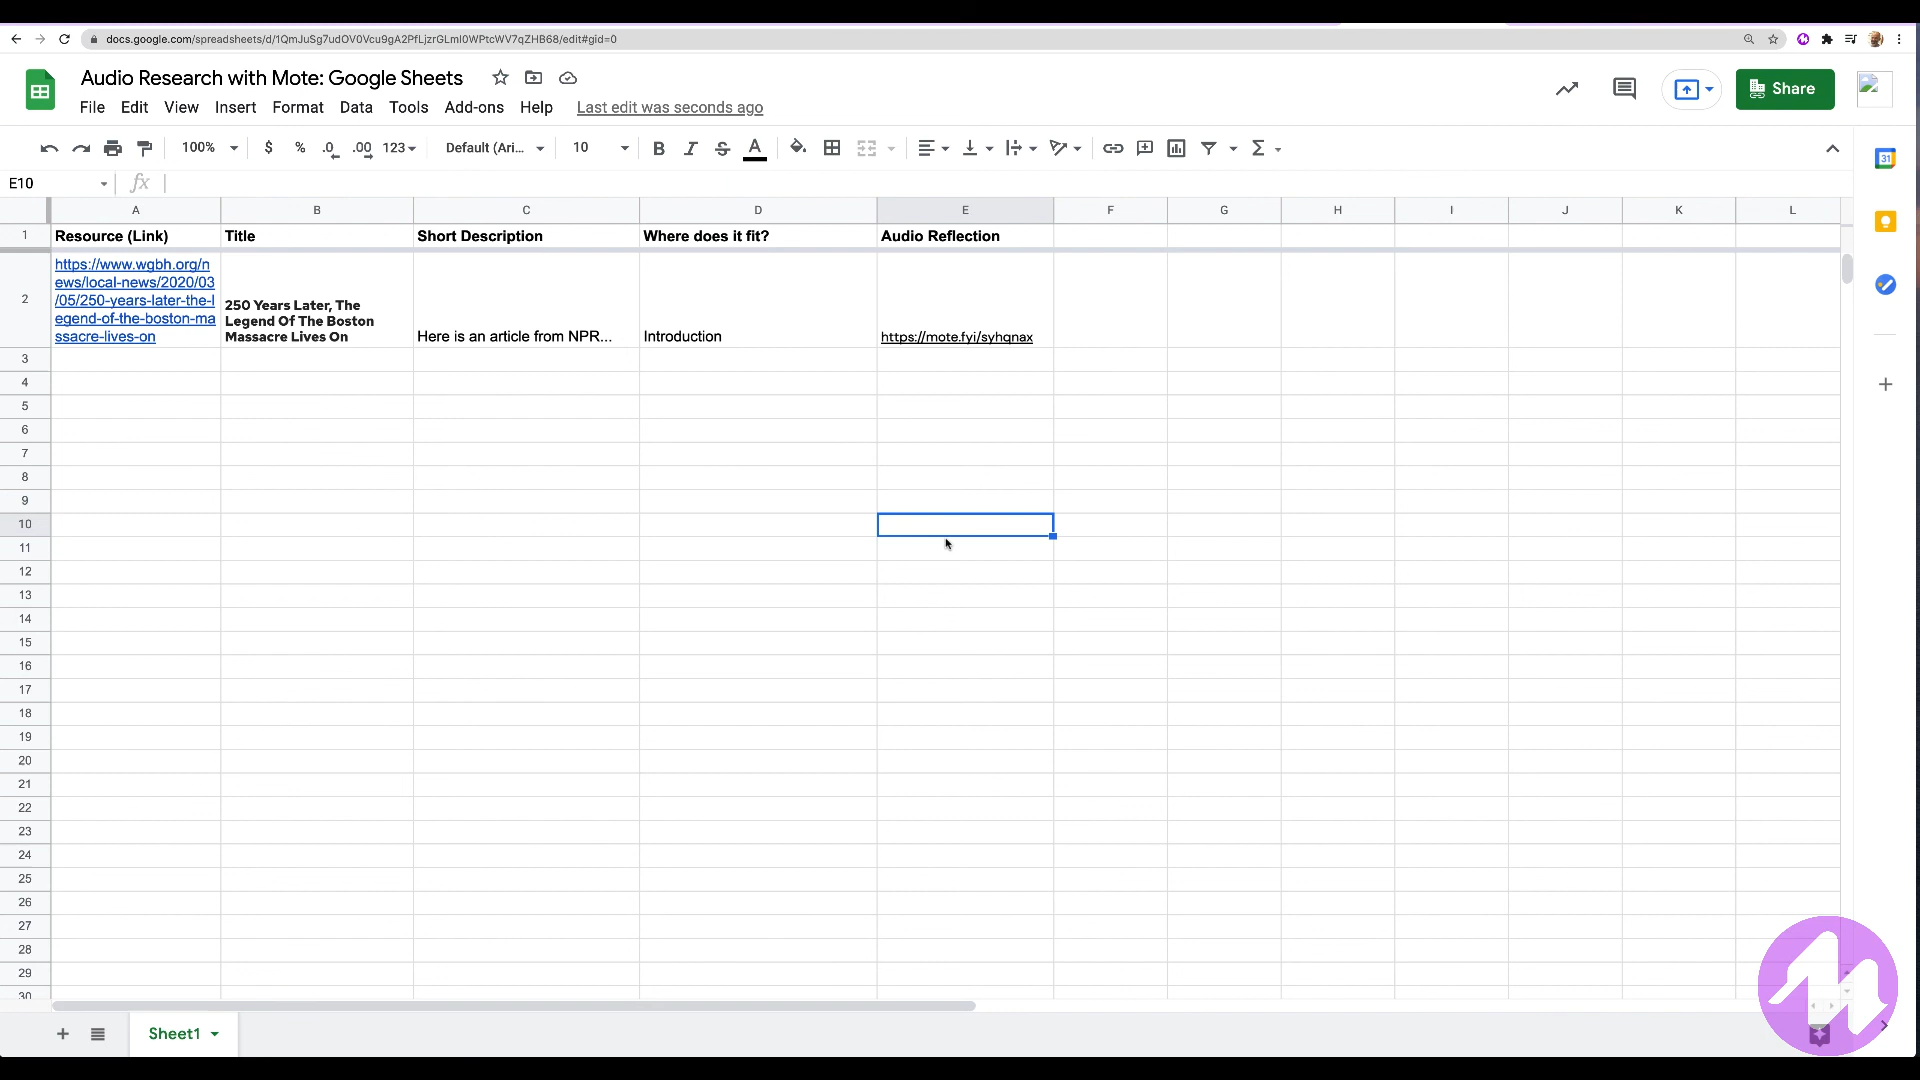 docs.google.com/spreadsheets/d/1QmJuSg7udOV0Vcu9gA2PfLjzrGLmI0WPtcWV7qZHB68/edit#gid=0
Audio Research with Mote: Google Sheets
File Edit View Insert Format Data Tools Add-ons Help Last edit was seconds ago
Share
100% $ % .0 .00 123 Default (Ari... 10 B I S A
31
E10 fx
A B C D E F G H I J K L
1 Resource (Link) Title Short Description Where does it fit? Audio Reflection
https://www.wgbh.org/n
ews/local-news/2020/03
/05/250-years-later-the-l
egend-of-the-boston-ma
ssacre-lives-on
2
250 Years Later, The
Legend Of The Boston
Massacre Lives On
Here is an article from NPR...
Introduction
https://mote.fyi/syhqnax
3
4
5
6
7
8
9
10
11
12
13
14
15
16
17
18
19
20
21
22
23
24
25
26
27
28
29
30
Sheet1